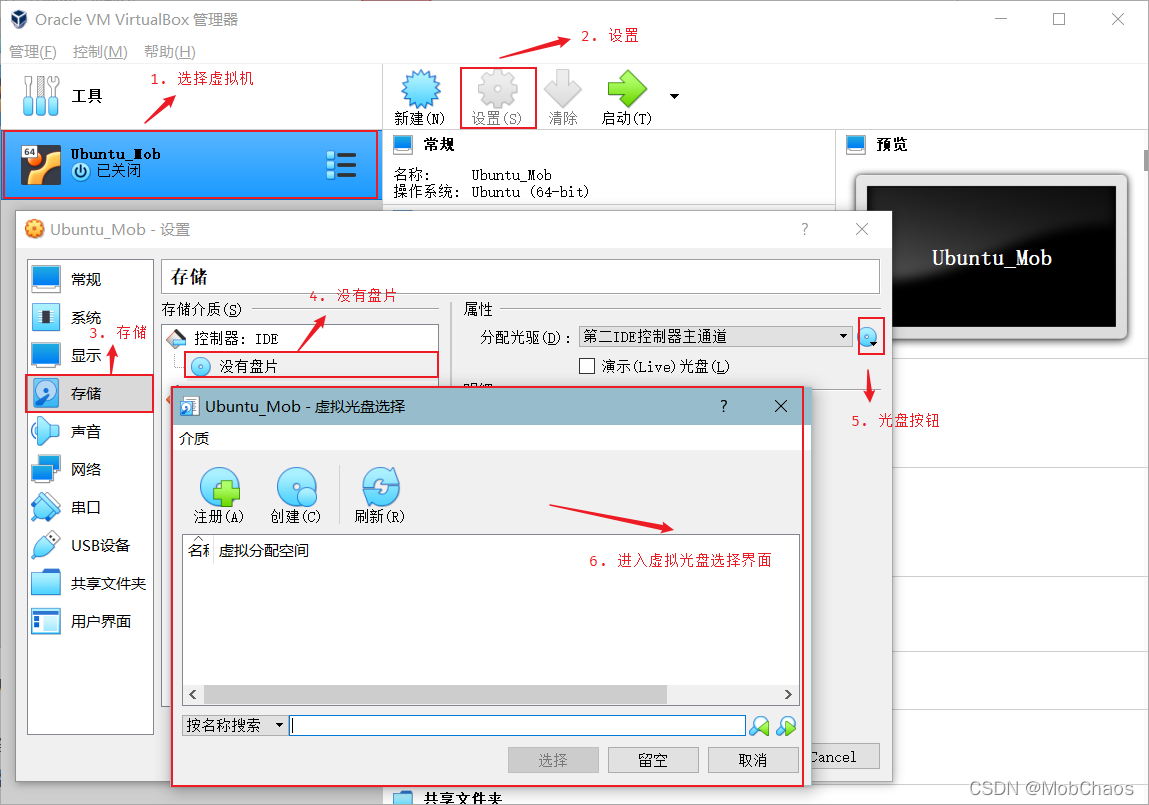 Oracle VM VirtualBox 管理器
管理(F) 控制(M) 帮助(H)
2. 设置
1. 选择虚拟机
工具
新建(N) 设置(S) 清除 启动(T)
64
Ubuntu_Mob
已关闭
常规
名称: Ubuntu_Mob
操作系统: Ubuntu (64-bit)
预览
Ubuntu_Mob
Ubuntu_Mob - 设置 ?
常规
系统
3. 存储
显示
存储
声音
网络
串口
USB设备
共享文件夹
用户界面
存储
存储介质(S)
4. 没有盘片
控制器: IDE
没有盘片
属性
分配光驱(D): 第二IDE控制器主通道
演示(Live)光盘(L)
5. 光盘按钮
Ubuntu_Mob - 虚拟光盘选择 ?
介质
注册(A) 创建(C) 刷新(R)
名称 虚拟分配空间
6. 进入虚拟光盘选择界面
按名称搜索
选择 留空 取消
Cancel
共享文件夹
CSDN @MobChaos